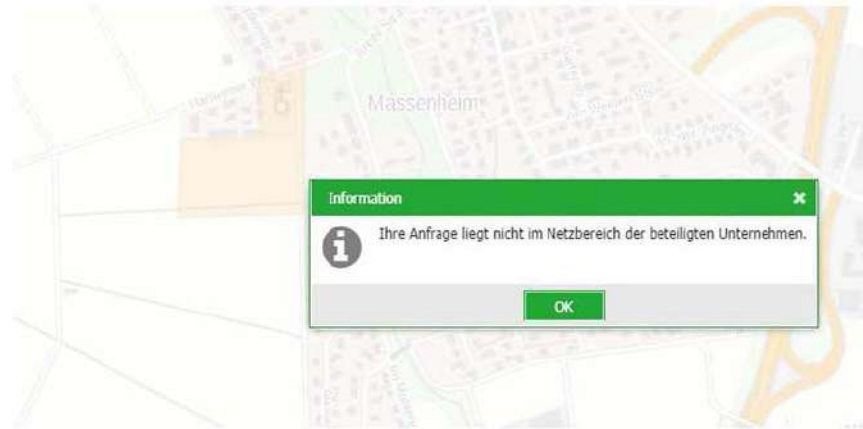 Massenheim
Information
Ihre Anfrage liegt nicht im Netzbereich der beteiligten Unternehmen.
OK